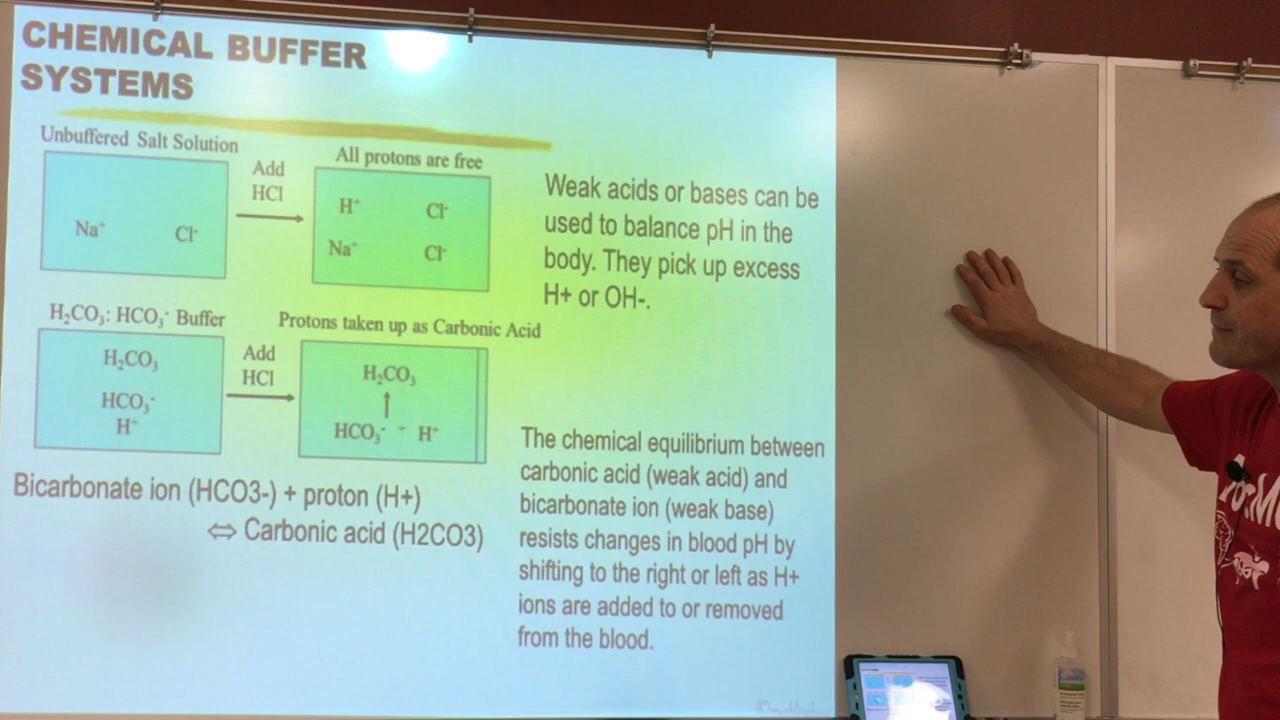 CHEMICAL BUFFER
SYSTEMS
Unbuffered Salt Solution
Na⁺ Cl⁻
Add
HCl
All protons are free
H⁺ Cl⁻
Na⁺ Cl⁻
Weak acids or bases can be
used to balance pH in the
body. They pick up excess
H+ or OH-.
H₂CO₃: HCO₃⁻ Buffer
H₂CO₃
HCO₃⁻
H⁺
Add
HCl
Protons taken up as Carbonic Acid
H₂CO₃
HCO₃⁻ + H⁺
Bicarbonate ion (HCO3-) + proton (H+)
⇔ Carbonic acid (H2CO3)
The chemical equilibrium between
carbonic acid (weak acid) and
bicarbonate ion (weak base)
resists changes in blood pH by
shifting to the right or left as H+
ions are added to or removed
from the blood.